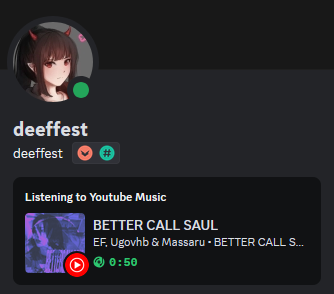 deeffest
deeffest
#
Listening to Youtube Music
BETTER CALL SAUL
EF, Ugovhb & Massaru • BETTER CALL S...
0:50